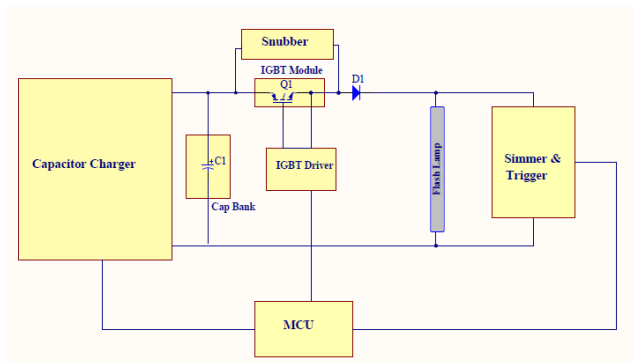 Snubber
IGBT Module
Q1
D1
Capacitor Charger
+C1
IGBT Driver
Cap Bank
Flash Lamp
Simmer &
Trigger
MCU